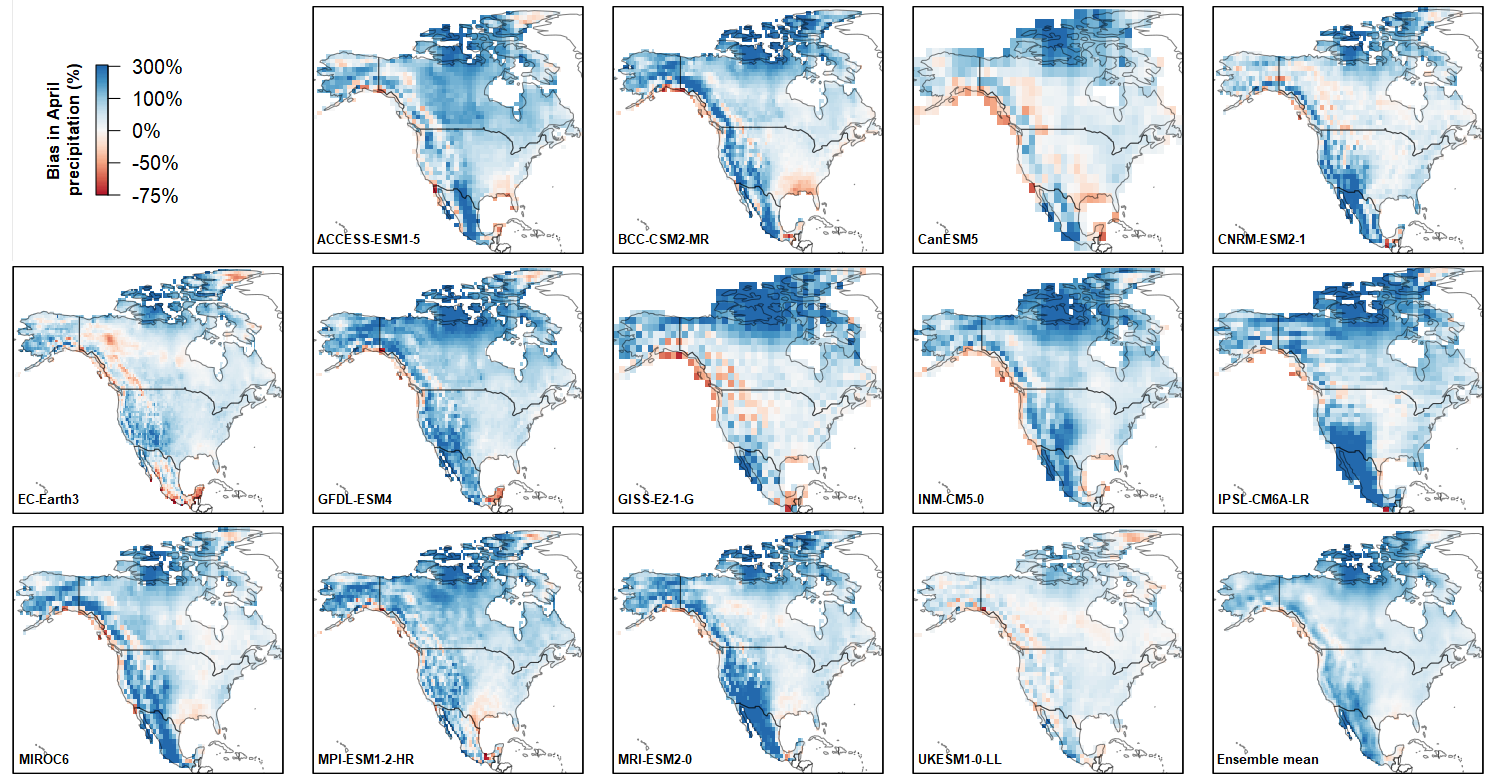 Bias in April
precipitation (%)
300%
100%
0%
-50%
-75%
ACCESS-ESM1-5
BCC-CSM2-MR
CanESM5
CNRM-ESM2-1
EC-Earth3
GFDL-ESM4
GISS-E2-1-G
INM-CM5-0
IPSL-CM6A-LR
MIROC6
MPI-ESM1-2-HR
MRI-ESM2-0
UKESM1-0-LL
Ensemble mean